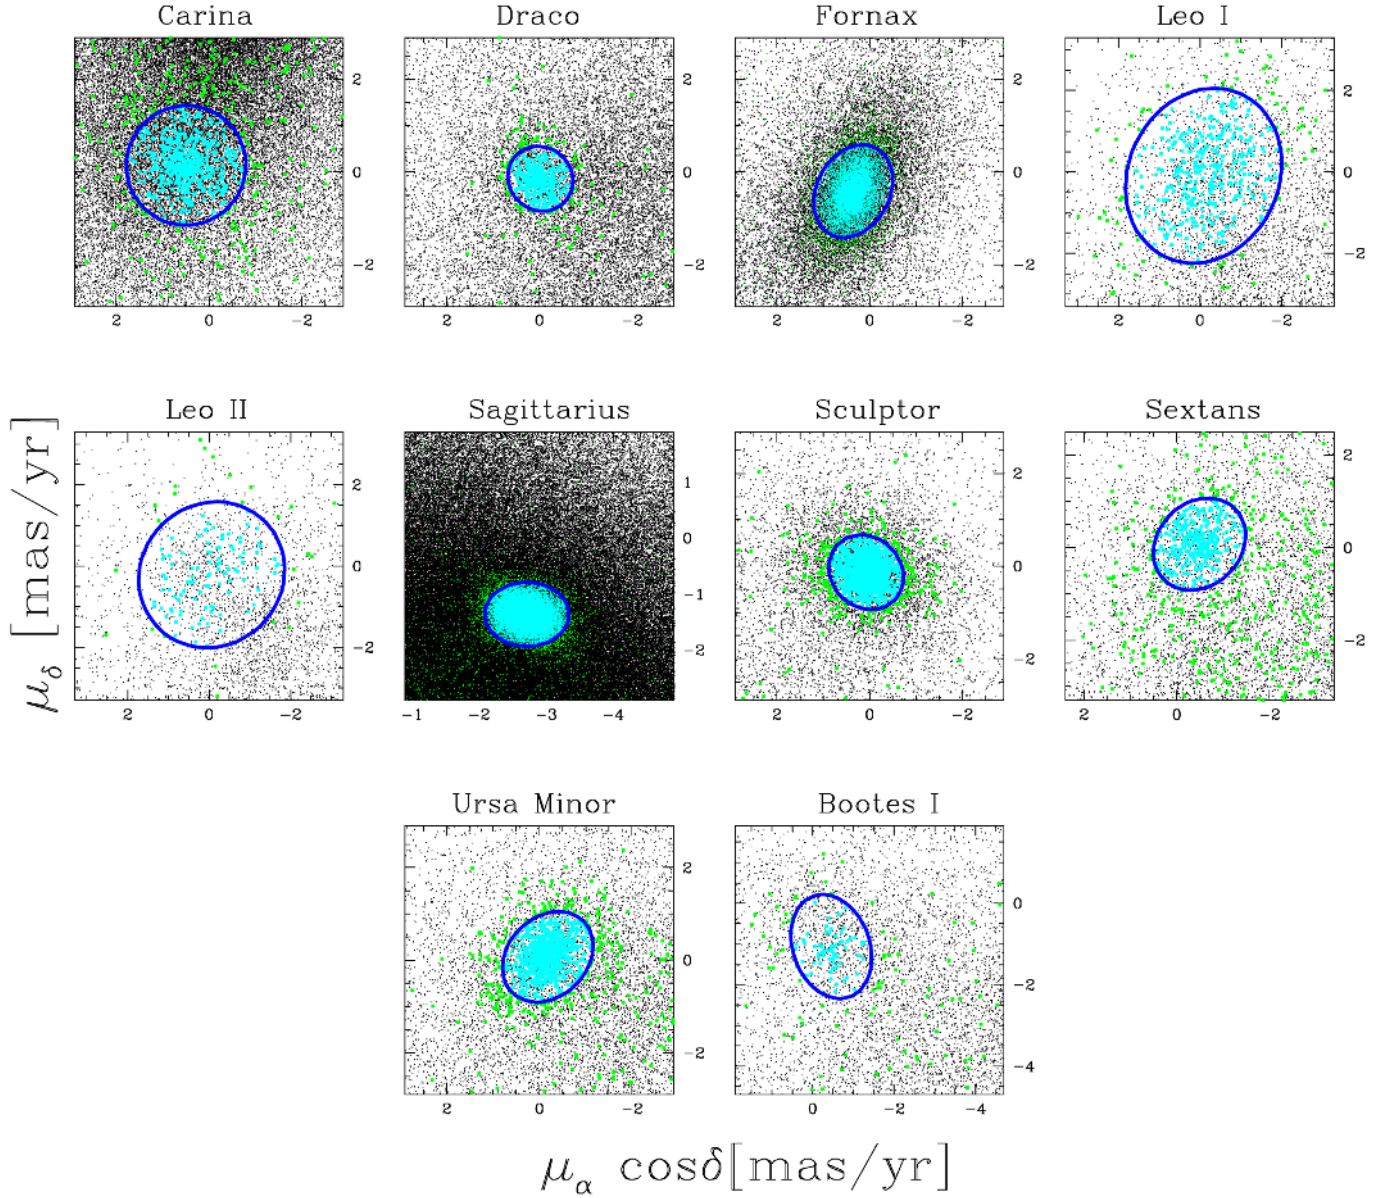 Carina Draco Fornax Leo I
2 2 2 2
0 0 0 0
−2 −2 −2 −2
2 0 −2 2 0 −2 2 0 −2 2 0 −2
Leo II Sagittarius Sculptor Sextans
2 1 2 2
0 0 0 0
−2 −1 −2 −2
−2
2 0 −2 −1 −2 −3 −4 2 0 −2 2 0 −2
μδ [mas/yr]
Ursa Minor Bootes I
2 0
0 −2
−2 −4
2 0 −2 0 −2 −4
μα cosδ[mas/yr]